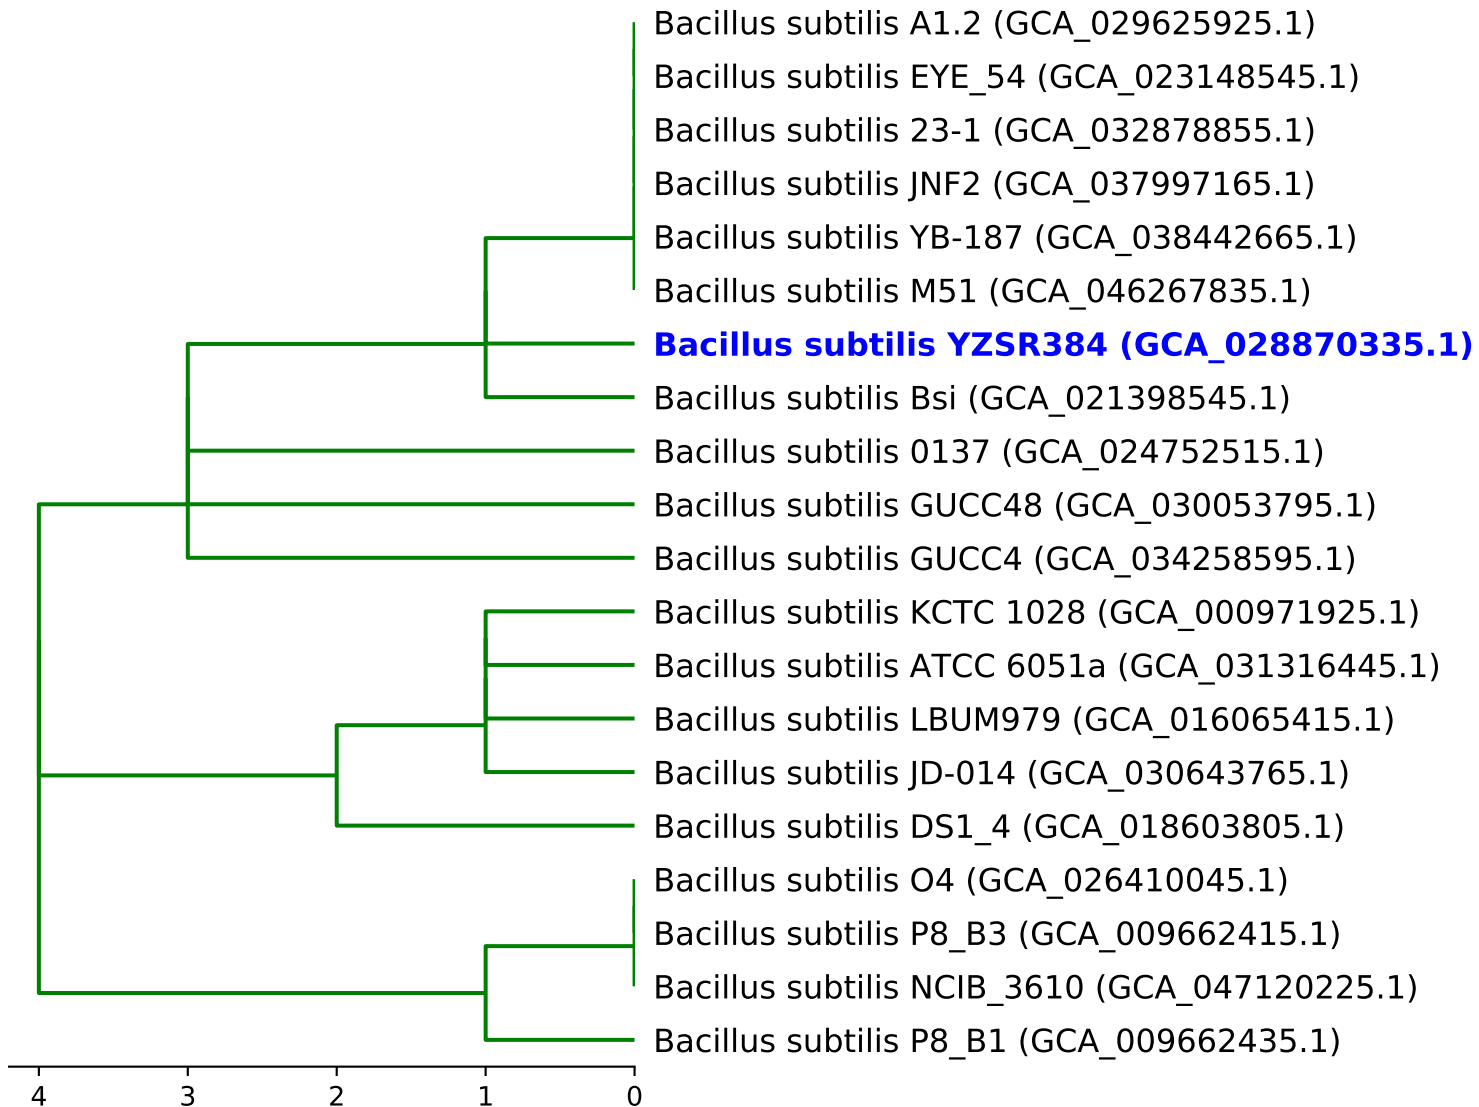 Bacillus subtilis A1.2 (GCA_029625925.1)
Bacillus subtilis EYE_54 (GCA_023148545.1)
Bacillus subtilis 23-1 (GCA_032878855.1)
Bacillus subtilis JNF2 (GCA_037997165.1)
Bacillus subtilis YB-187 (GCA_038442665.1)
Bacillus subtilis M51 (GCA_046267835.1)
Bacillus subtilis YZSR384 (GCA_028870335.1)
Bacillus subtilis Bsi (GCA_021398545.1)
Bacillus subtilis 0137 (GCA_024752515.1)
Bacillus subtilis GUCC48 (GCA_030053795.1)
Bacillus subtilis GUCC4 (GCA_034258595.1)
Bacillus subtilis KCTC 1028 (GCA_000971925.1)
Bacillus subtilis ATCC 6051a (GCA_031316445.1)
Bacillus subtilis LBUM979 (GCA_016065415.1)
Bacillus subtilis JD-014 (GCA_030643765.1)
Bacillus subtilis DS1_4 (GCA_018603805.1)
Bacillus subtilis O4 (GCA_026410045.1)
Bacillus subtilis P8_B3 (GCA_009662415.1)
Bacillus subtilis NCIB_3610 (GCA_047120225.1)
Bacillus subtilis P8_B1 (GCA_009662435.1)
4 3 2 1 0